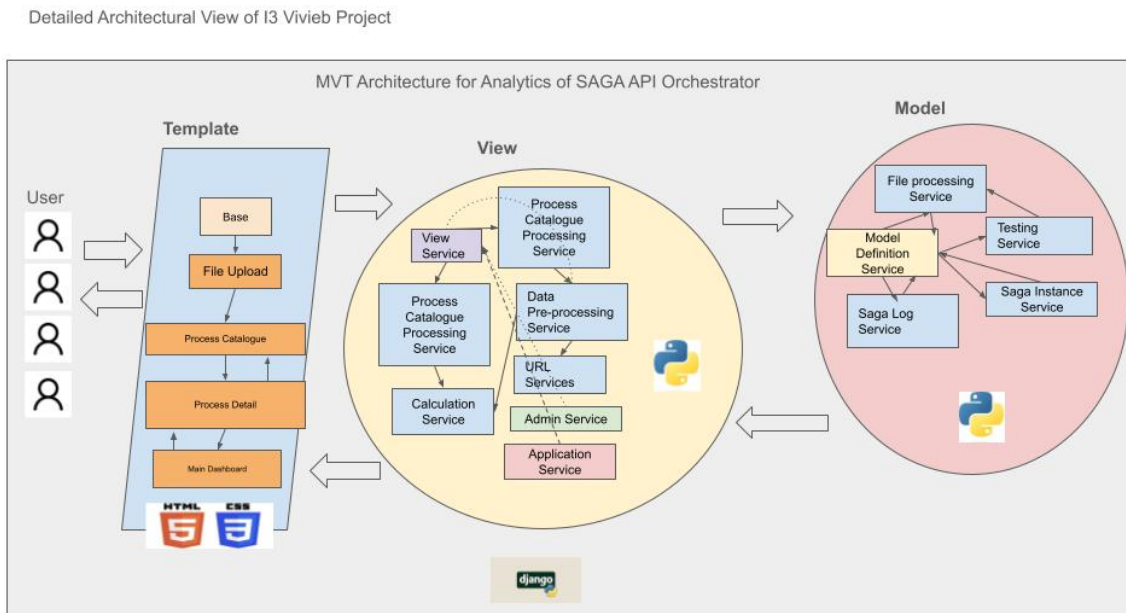 Detailed Architectural View of I3 Vivieb Project
MVT Architecture for Analytics of SAGA API Orchestrator
Template
View
Model
User
Base
File Upload
Process Catalogue
Process Detail
Main Dashboard
HTML
5
CSS
3
View
Service
Process
Catalogue
Processing
Service
Process
Catalogue
Processing
Service
Data
Pre-processing
Service
URL
Services
Calculation
Service
Admin Service
Application
Service
File processing
Service
Testing
Service
Model
Definition
Service
Saga Instance
Service
Saga Log
Service
django